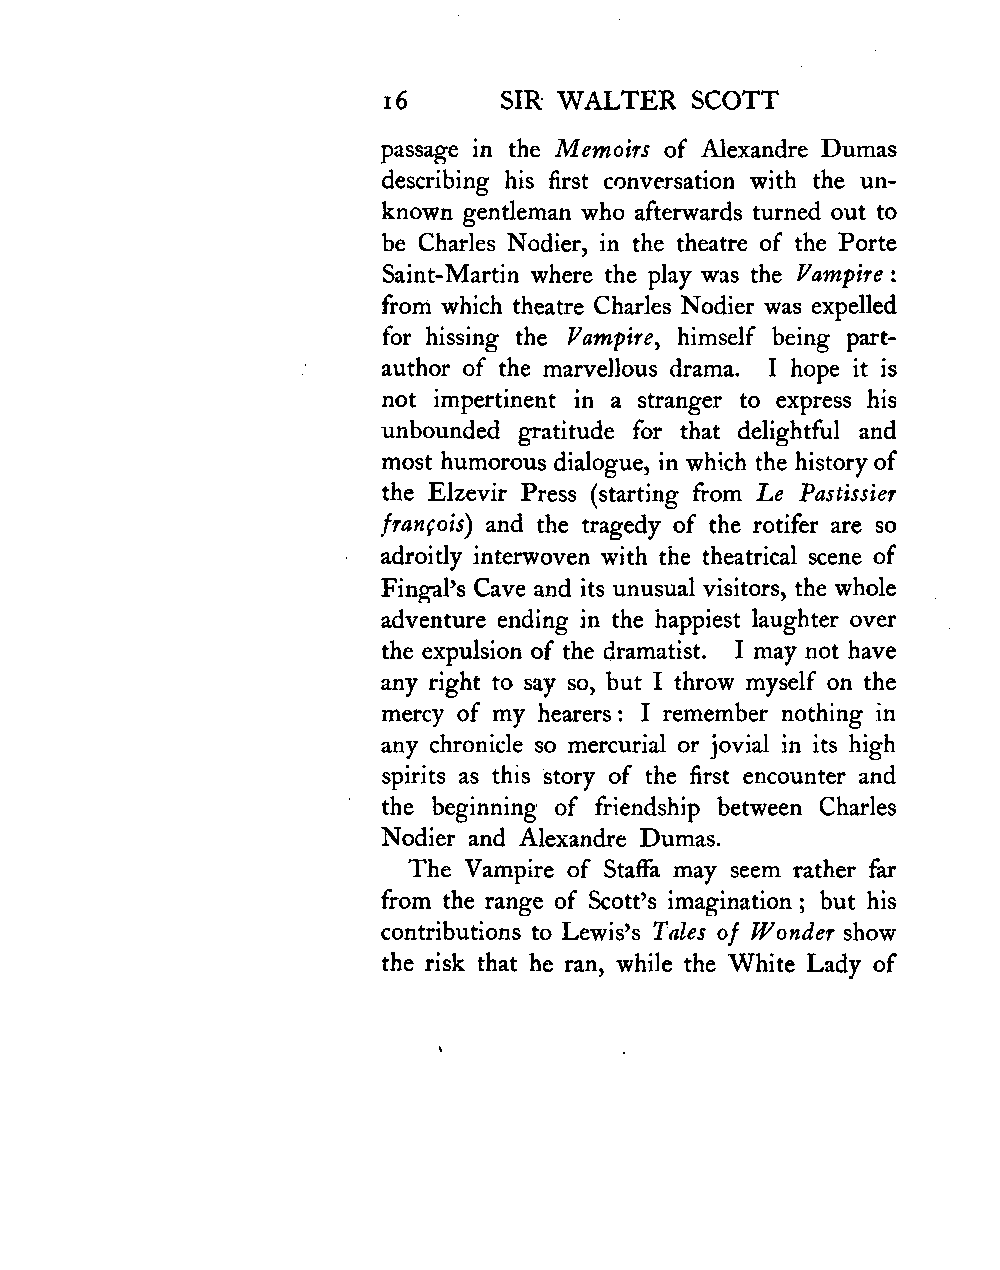 16 SIR WALTER SCOTT
passage in the Memoirs of Alexandre Dumas
describing his first conversation with the un-
known gentleman who afterwards turned out to
be Charles Nodier, in the theatre of the Porte
Saint-Martin where the play was the Vampire :
from which theatre Charles Nodier was expelled
for hissing the Vampire, himself being part-
author of the marvellous drama. I hope it is
not impertinent in a stranger to express his
unbounded gratitude for that delightful and
most humorous dialogue, in which the history of
the Elzevir Press (starting from Le Pastissier
françois) and the tragedy of the rotifer are so
adroitly interwoven with the theatrical scene of
Fingal's Cave and its unusual visitors, the whole
adventure ending in the happiest laughter over
the expulsion of the dramatist. I may not have
any right to say so, but I throw myself on the
mercy of my hearers : I remember nothing in
any chronicle so mercurial or jovial in its high
spirits as this story of the first encounter and
the beginning of friendship between Charles
Nodier and Alexandre Dumas.
The Vampire of Staffa may seem rather far
from the range of Scott's imagination ; but his
contributions to Lewis's Tales of Wonder show
the risk that he ran, while the White Lady of